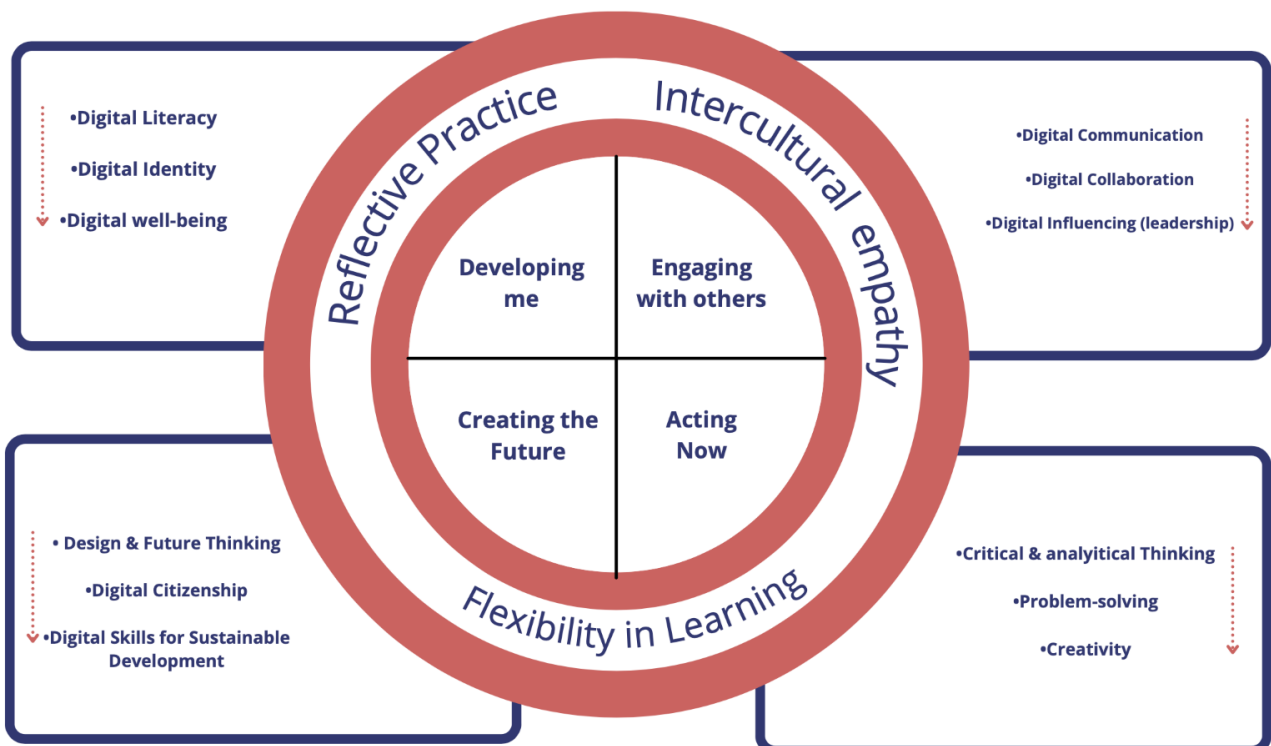 •Digital Literacy
•Digital Identity
•Digital well-being
Reflective Practice
Intercultural empathy
•Digital Communication
•Digital Collaboration
•Digital Influencing (leadership)
Developing
me
Engaging
with others
Creating the
Future
Acting
Now
Flexibility in Learning
• Design & Future Thinking
•Digital Citizenship
•Digital Skills for Sustainable
Development
•Critical & analyitical Thinking
•Problem-solving
•Creativity